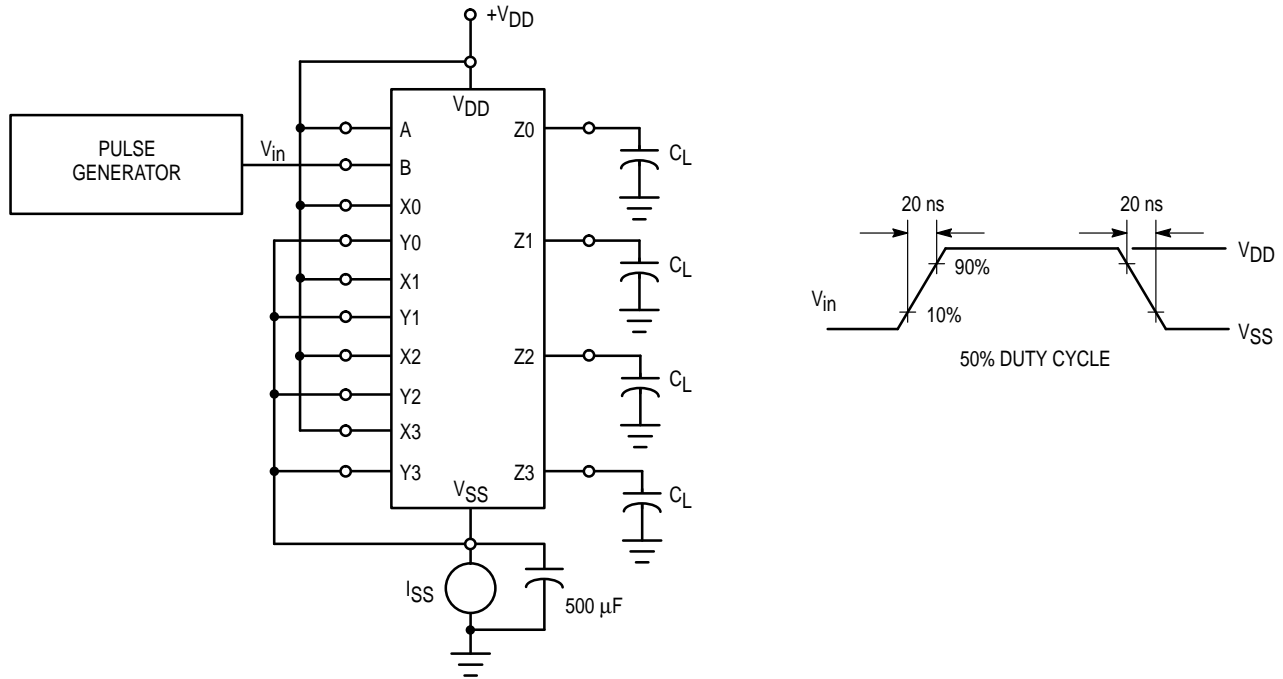 +VDD
PULSE
GENERATOR
Vin
VDD
A
B
X0
Y0
X1
Y1
X2
Y2
X3
Y3
VSS
Z0
Z1
Z2
Z3
CL
CL
CL
CL
ISS
500 µF
20 ns
20 ns
VDD
90%
Vin
10%
VSS
50% DUTY CYCLE